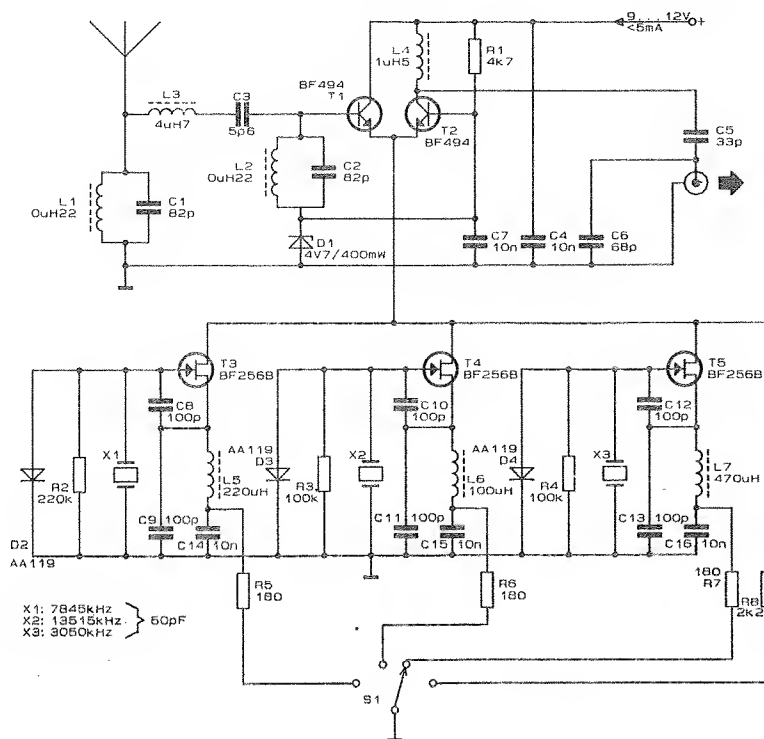 9...12V
<5mA
+
L4
1uH5
R1
4k7
BF494
T1
T2
BF494
L3
4uH7
C3
5p6
C5
33p
L2
0uH22
C2
82p
L1
0uH22
C1
82p
D1
4V7/400mW
C7
10n
C4
10n
C6
68p
T3
BF256B
T4
BF256B
T5
BF256B
C8
100p
C10
100p
C12
100p
X1
R2
220k
L5
220uH
AA119
D3
R3
100k
X2
L6
100uH
AA119
D4
R4
100k
X3
L7
470uH
C9
100p
C14
10n
C11
100p
C15
10n
C13
100p
C16
10n
D2
AA119
R5
180
R6
180
180
R7
R8
2k2
X1: 7845kHz
X2: 13515kHz
X3: 3050kHz
50pF
S1